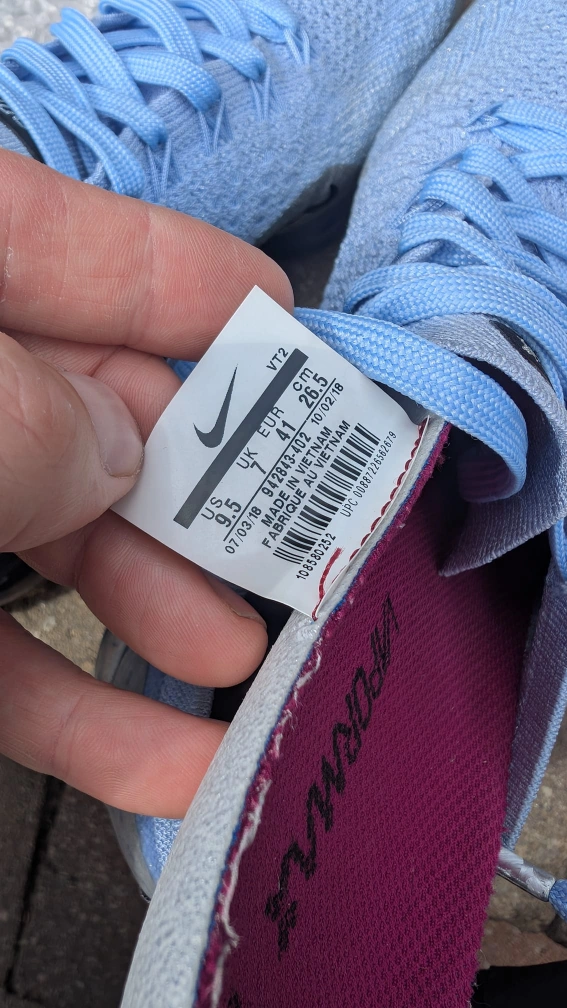 VT2
US UK EUR cm
9.5 7 41 26.5
07/03/18 942843-402 10/02/18
MADE IN VIETNAM
FABRIQUE AU VIETNAM
108580252 UPC 00887226562679
VAPORMAX